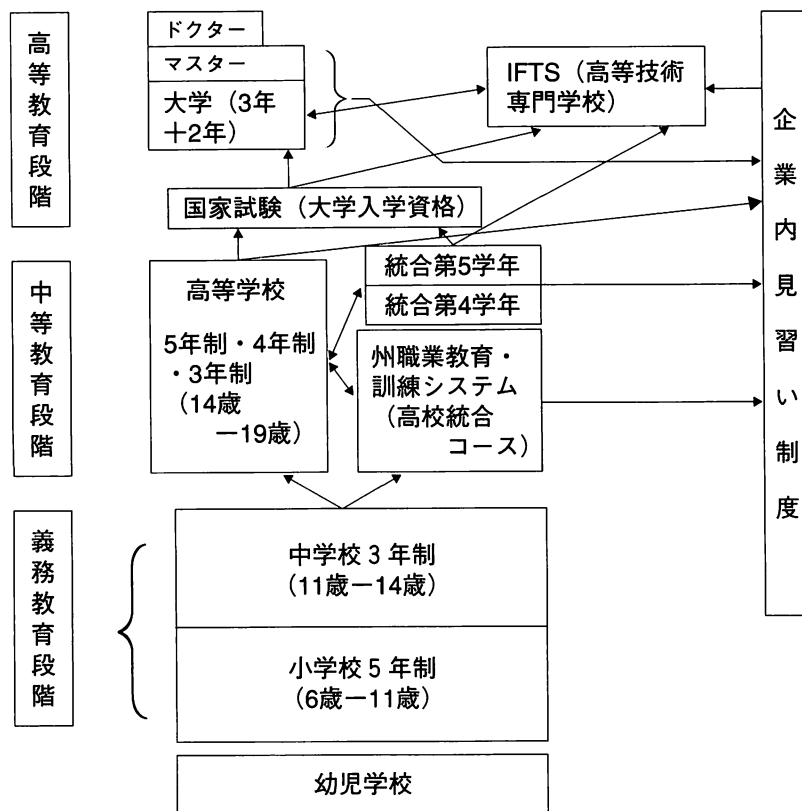 高等教育段階
ドクター
マスター
大学（3年
＋2年）
IFTS（高等技術
専門学校）
企業内見習い制度
国家試験（大学入学資格）
中等教育段階
高等学校
5年制・4年制
・3年制
（14歳
—19歳）
統合第5学年
統合第4学年
州職業教育・
訓練システム
（高校統合
コース）
義務教育段階
中学校3年制
（11歳—14歳）
小学校5年制
（6歳—11歳）
幼児学校